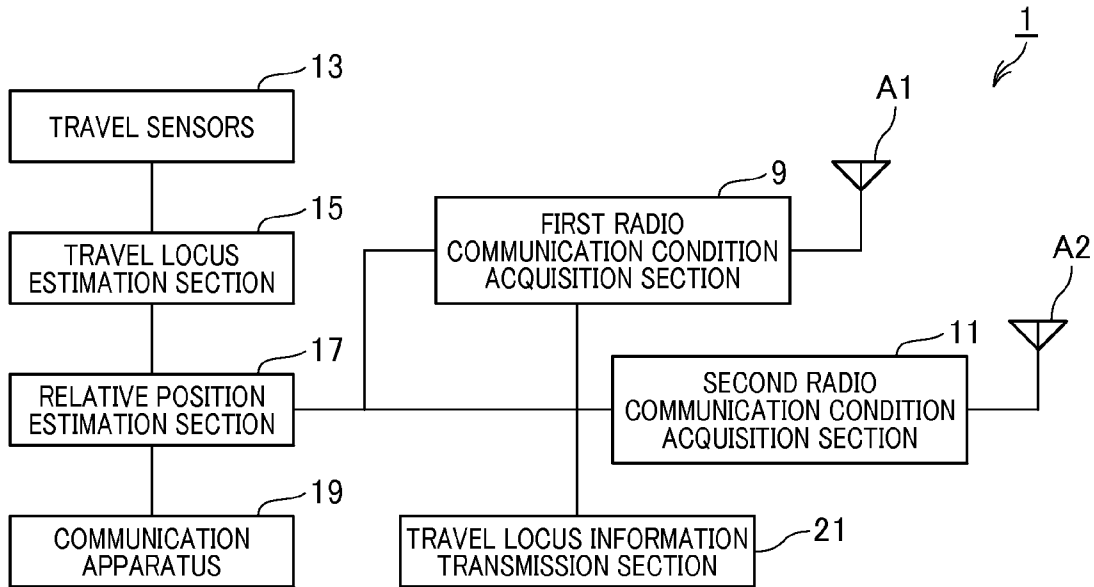 1
13
TRAVEL SENSORS
A1
9
FIRST RADIO
COMMUNICATION CONDITION
ACQUISITION SECTION
15
TRAVEL LOCUS
ESTIMATION SECTION
A2
17
RELATIVE POSITION
ESTIMATION SECTION
11
SECOND RADIO
COMMUNICATION CONDITION
ACQUISITION SECTION
19
COMMUNICATION
APPARATUS
TRAVEL LOCUS INFORMATION
TRANSMISSION SECTION
21